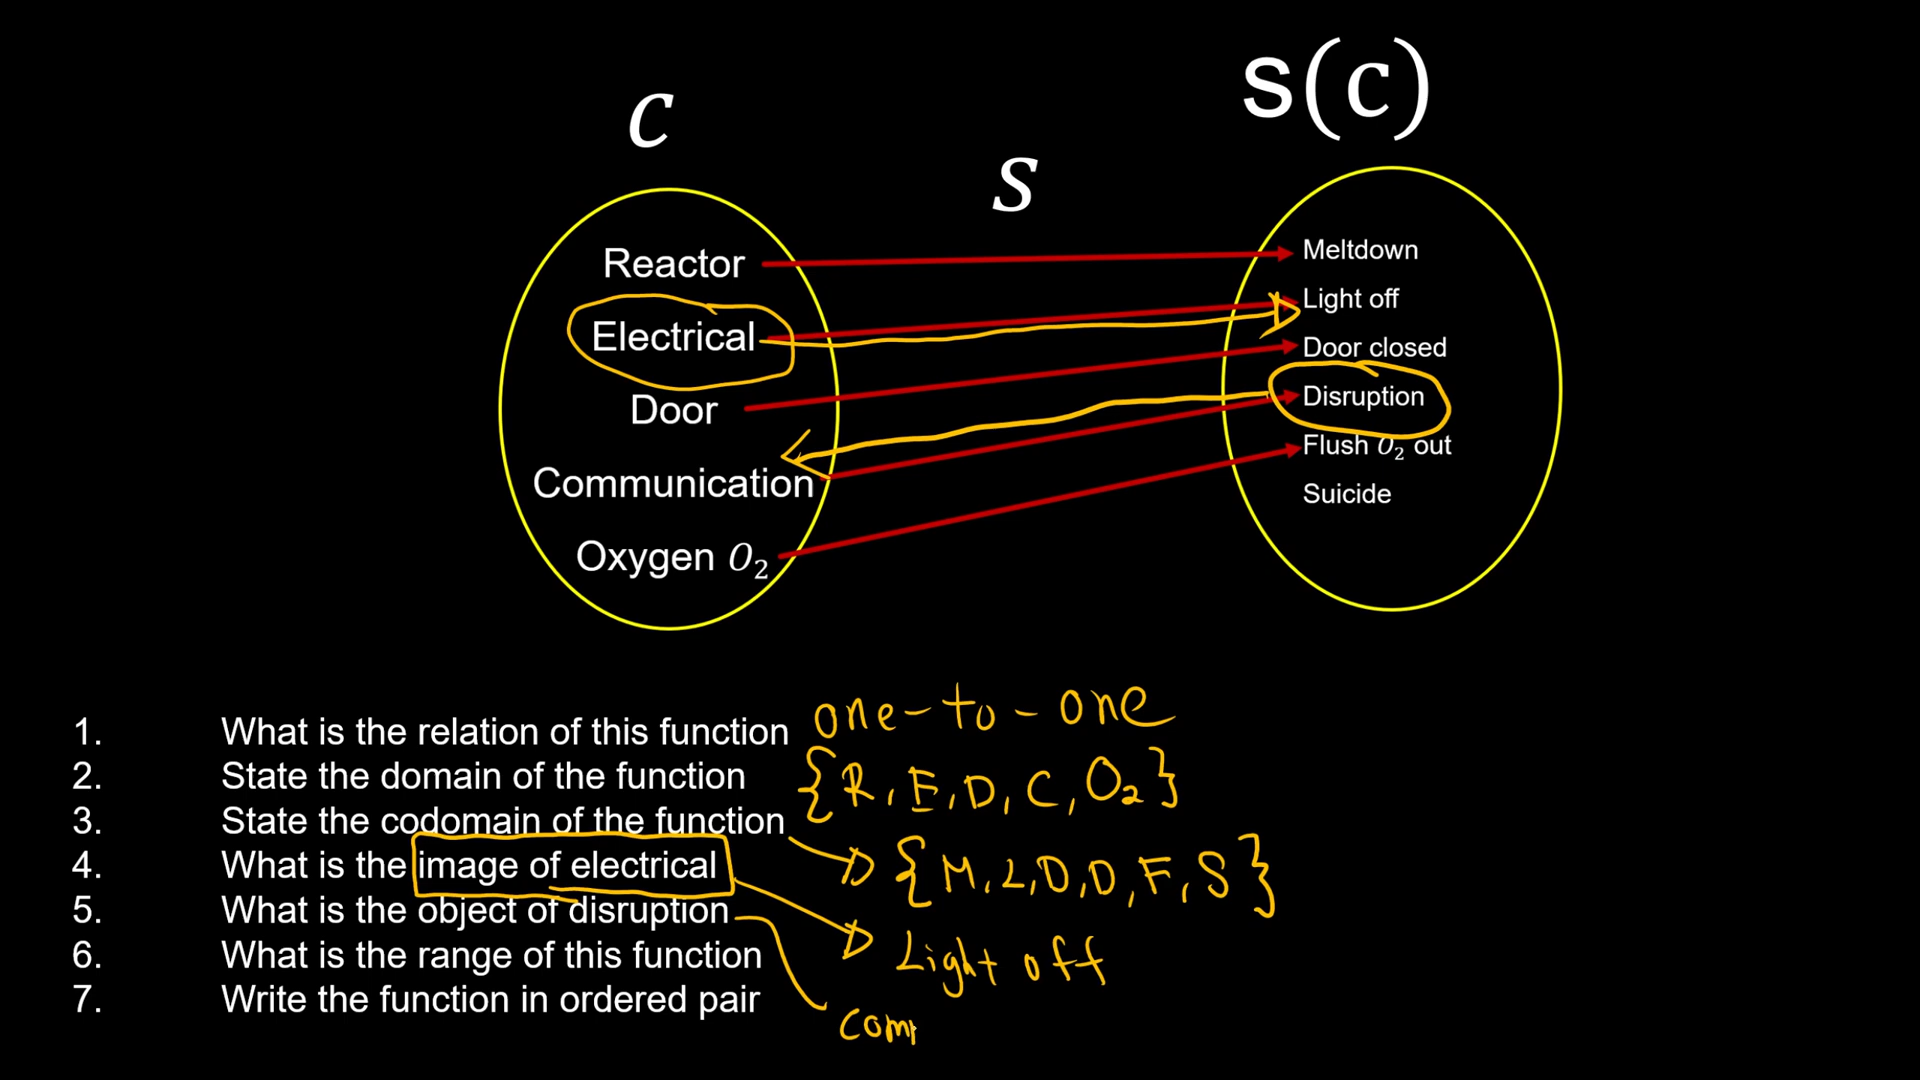 c
s
s(c)
Reactor
Electrical
Door
Communication
Oxygen O₂
Meltdown
Light off
Door closed
Disruption
Flush O₂ out
Suicide
1. What is the relation of this function one-to-one
2. State the domain of the function {R, E, D, C, O₂}
3. State the codomain of the function
{M, L, D, D, F, S}
4. What is the image of electrical
Light off
5. What is the object of disruption
com
6. What is the range of this function
7. Write the function in ordered pair